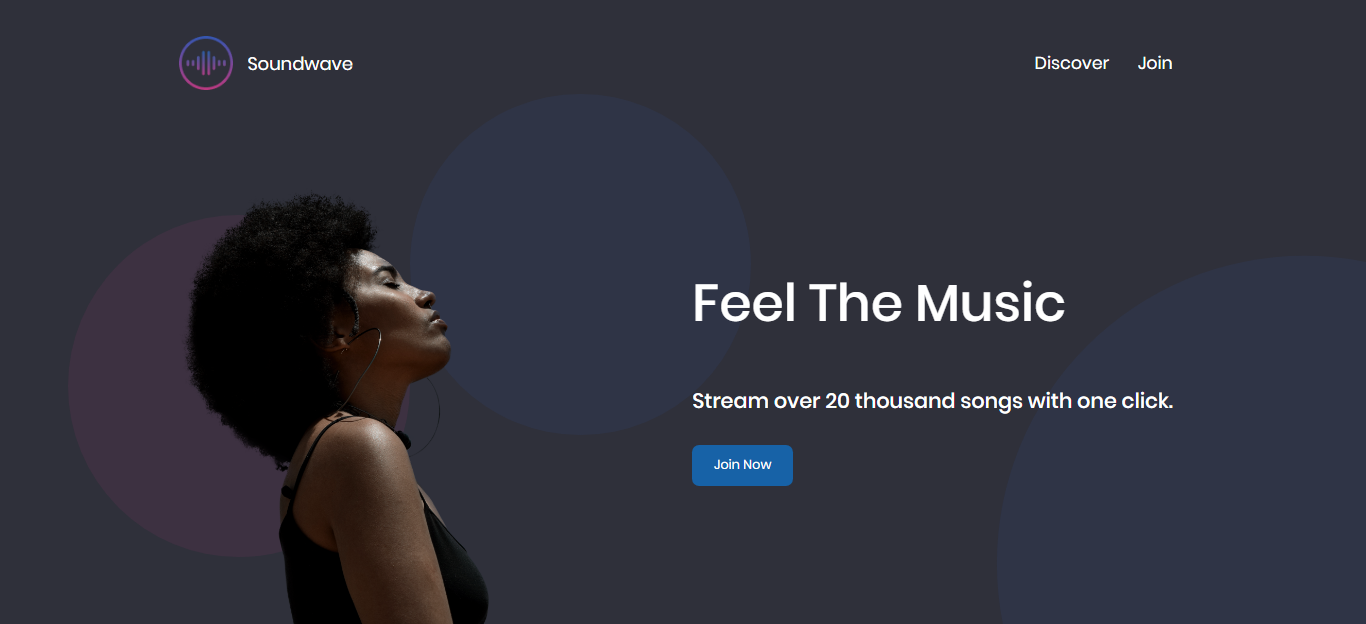 Soundwave
Discover
Join
Feel The Music
Stream over 20 thousand songs with one click.
Join Now